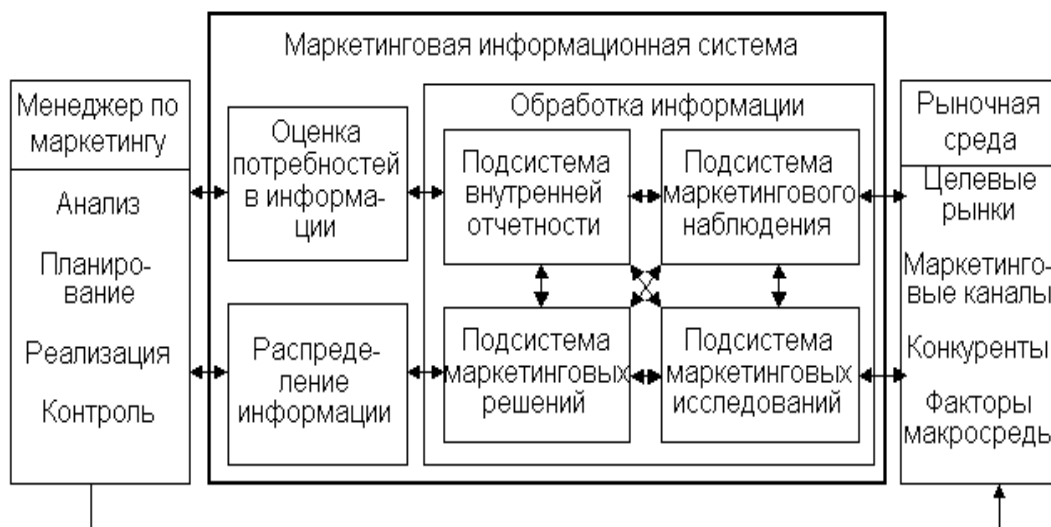 Маркетинговая информационная система
Менеджер по
маркетингу
Анализ
Планиро-
вание
Реализация
Контроль
Оценка
потребностей
в информа-
ции
Распреде-
ление
информации
Обработка информации
Подсистема
внутренней
отчетности
Подсистема
маркетингового
наблюдения
Подсистема
маркетинговых
решений
Подсистема
маркетинговых
исследований
Рыночная
среда
Целевые
рынки
Маркетинго-
вые каналы
Конкуренты
Факторы
макросреды